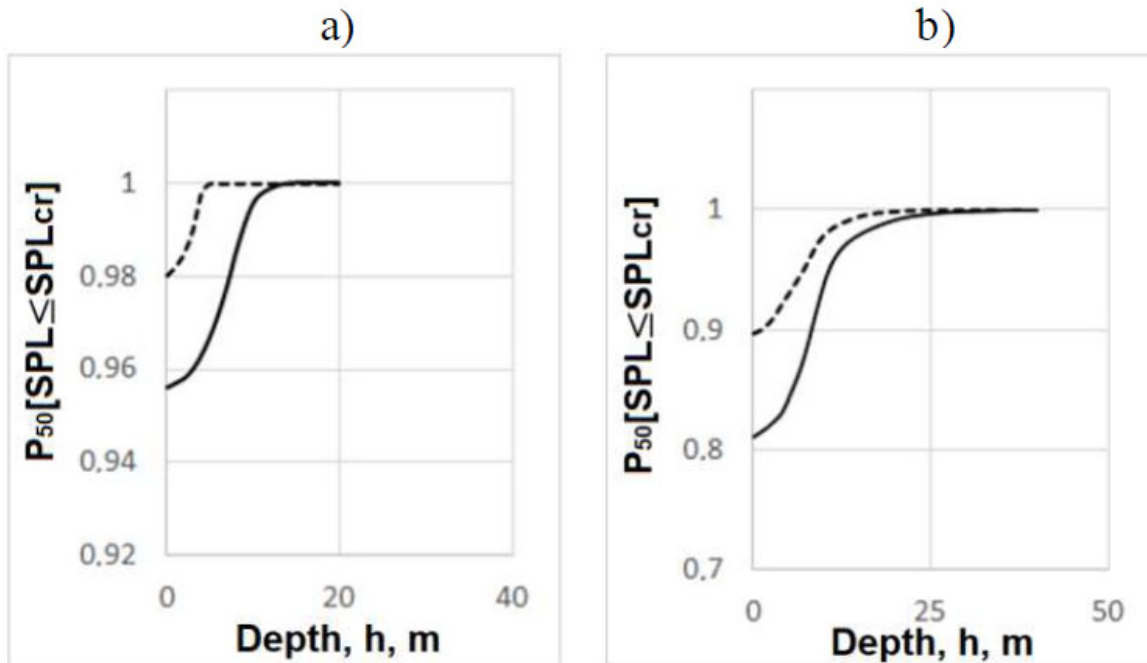 a)
P₅₀[SPL≤SPLcr]
1
0,98
0,96
0,94
0,92
0
20
40
Depth, h, m
b)
P₅₀[SPL≤SPLcr]
1
0,9
0,8
0,7
0
25
50
Depth, h, m